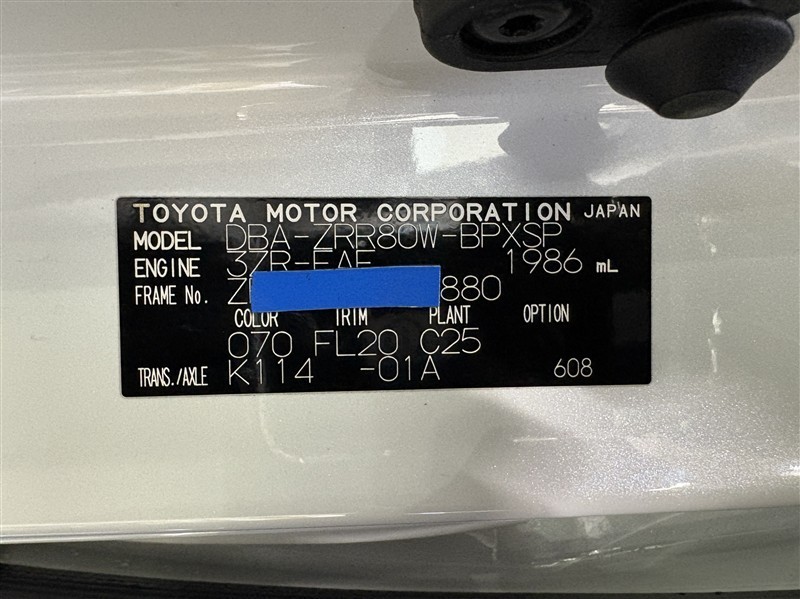 TOYOTA MOTOR CORPORATION JAPAN
MODEL DBA-ZRR80W-BPXSP
ENGINE 3ZR-FAE 1986 mL
FRAME No. Z 880
COLOR TRIM PLANT OPTION
070 FL20 C25
TRANS./AXLE K114 -01A 608